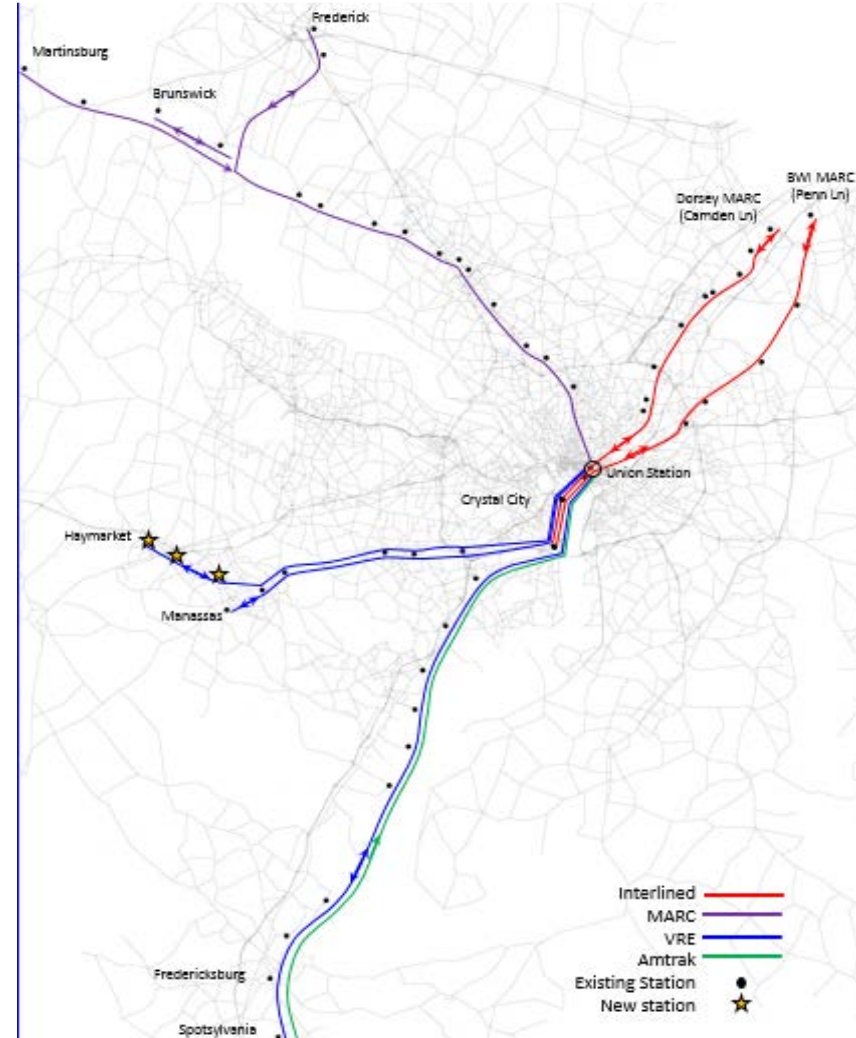 Frederick
Martinsburg
Brunswick
BWI MARC
(Penn Ln)
Dorsey MARC
(Camden Ln)
Union Station
Crystal City
Haymarket
Manassas
Interlined
MARC
VRE
Amtrak
Fredericksburg
Existing Station
New station
Spotsylvania